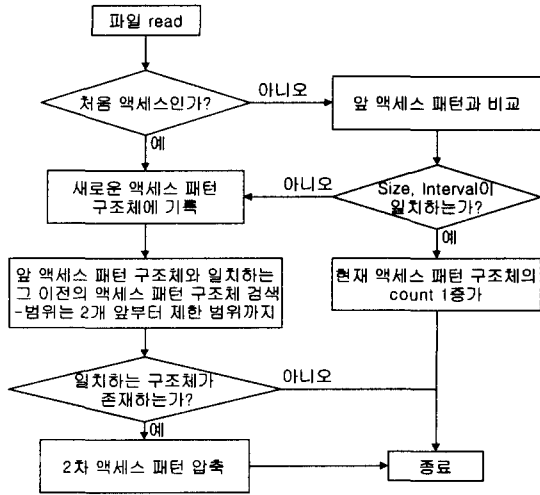 파일 read
처음 액세스인가?
아니오
앞 액세스 패턴과 비교
예
새로운 액세스 패턴
구조체에 기록
아니오
Size, Interval이
일치하는가?
예
앞 액세스 패턴 구조체와 일치하는
그 이전의 액세스 패턴 구조체 검색
-범위는 2개 앞부터 제한 범위까지
현재 액세스 패턴 구조체의
count 1증가
일치하는 구조체가
존재하는가?
아니오
예
2차 액세스 패턴 압축
종료